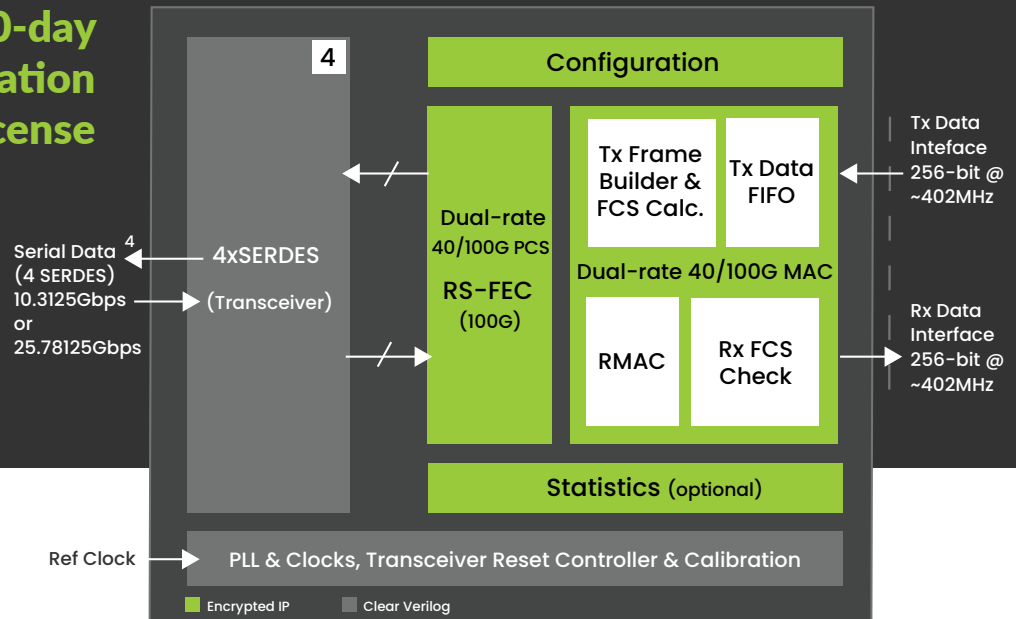 0-day
ation
cense
4
Configuration
Tx Frame
Builder &
FCS Calc.
Tx Data
FIFO
Tx Data
Inteface
256-bit @
~402MHz
Dual-rate
40/100G PCS
RS-FEC
(100G)
Dual-rate 40/100G MAC
Serial Data 4
(4 SERDES)
10.3125Gbps
or
25.78125Gbps
4xSERDES
(Transceiver)
RMAC
Rx FCS
Check
Rx Data
Interface
256-bit @
~402MHz
Statistics (optional)
Ref Clock
PLL & Clocks, Transceiver Reset Controller & Calibration
Encrypted IP
Clear Verilog